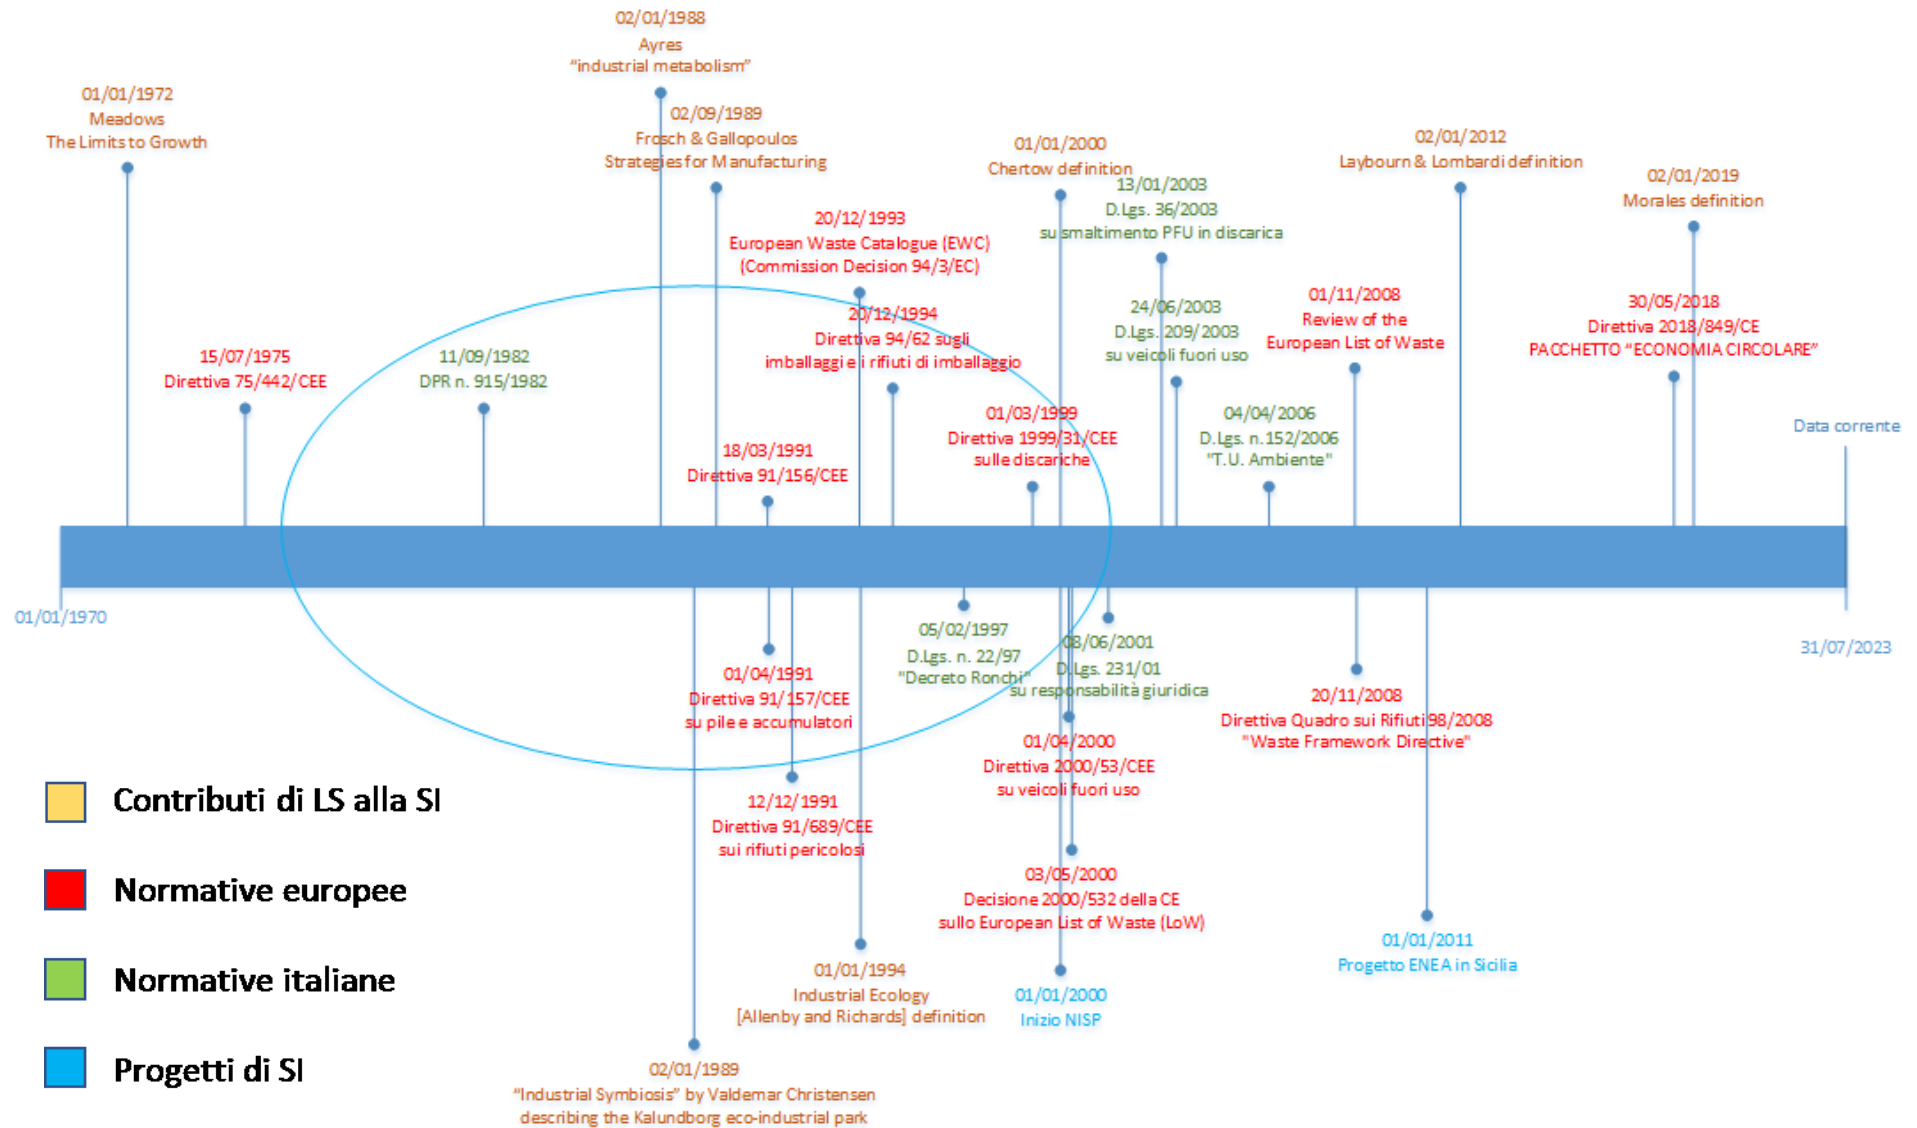 02/01/1988
Ayres
“industrial metabolism”
01/01/1972
Meadows
The Limits to Growth
02/09/1989
Frosch & Gallopoulos
Strategies for Manufacturing
01/01/2000
Chertow definition
02/01/2012
Laybourn & Lombardi definition
02/01/2019
Morales definition
13/01/2003
D.Lgs. 36/2003
su smaltimento PFU in discarica
20/12/1993
European Waste Catalogue (EWC)
(Commission Decision 94/3/EC)
20/12/1994
Direttiva 94/62 sugli
imballaggi e i rifiuti di imballaggio
24/06/2003
D.Lgs. 209/2003
su veicoli fuori uso
01/11/2008
Review of the
European List of Waste
30/05/2018
Direttiva 2018/849/CE
PACCHETTO “ECONOMIA CIRCOLARE”
15/07/1975
Direttiva 75/442/CEE
11/09/1982
DPR n. 915/1982
18/03/1991
Direttiva 91/156/CEE
01/03/1999
Direttiva 1999/31/CEE
sulle discariche
04/04/2006
D.Lgs. n.152/2006
"T.U. Ambiente"
Data corrente
01/01/1970
31/07/2023
05/02/1997
D.Lgs. n. 22/97
"Decreto Ronchi"
08/06/2001
D.Lgs. 231/01
su responsabilità giuridica
01/04/1991
Direttiva 91/157/CEE
su pile e accumulatori
20/11/2008
Direttiva Quadro sui Rifiuti 98/2008
"Waste Framework Directive"
01/04/2000
Direttiva 2000/53/CEE
su veicoli fuori uso
12/12/1991
Direttiva 91/689/CEE
sui rifiuti pericolosi
03/05/2000
Decisione 2000/532 della CE
sullo European List of Waste (LoW)
01/01/2011
Progetto ENEA in Sicilia
01/01/1994
Industrial Ecology
[Allenby and Richards] definition
01/01/2000
Inizio NISP
02/01/1989
“Industrial Symbiosis” by Valdemar Christensen
describing the Kalundborg eco-industrial park
Contributi di LS alla SI
Normative europee
Normative italiane
Progetti di SI